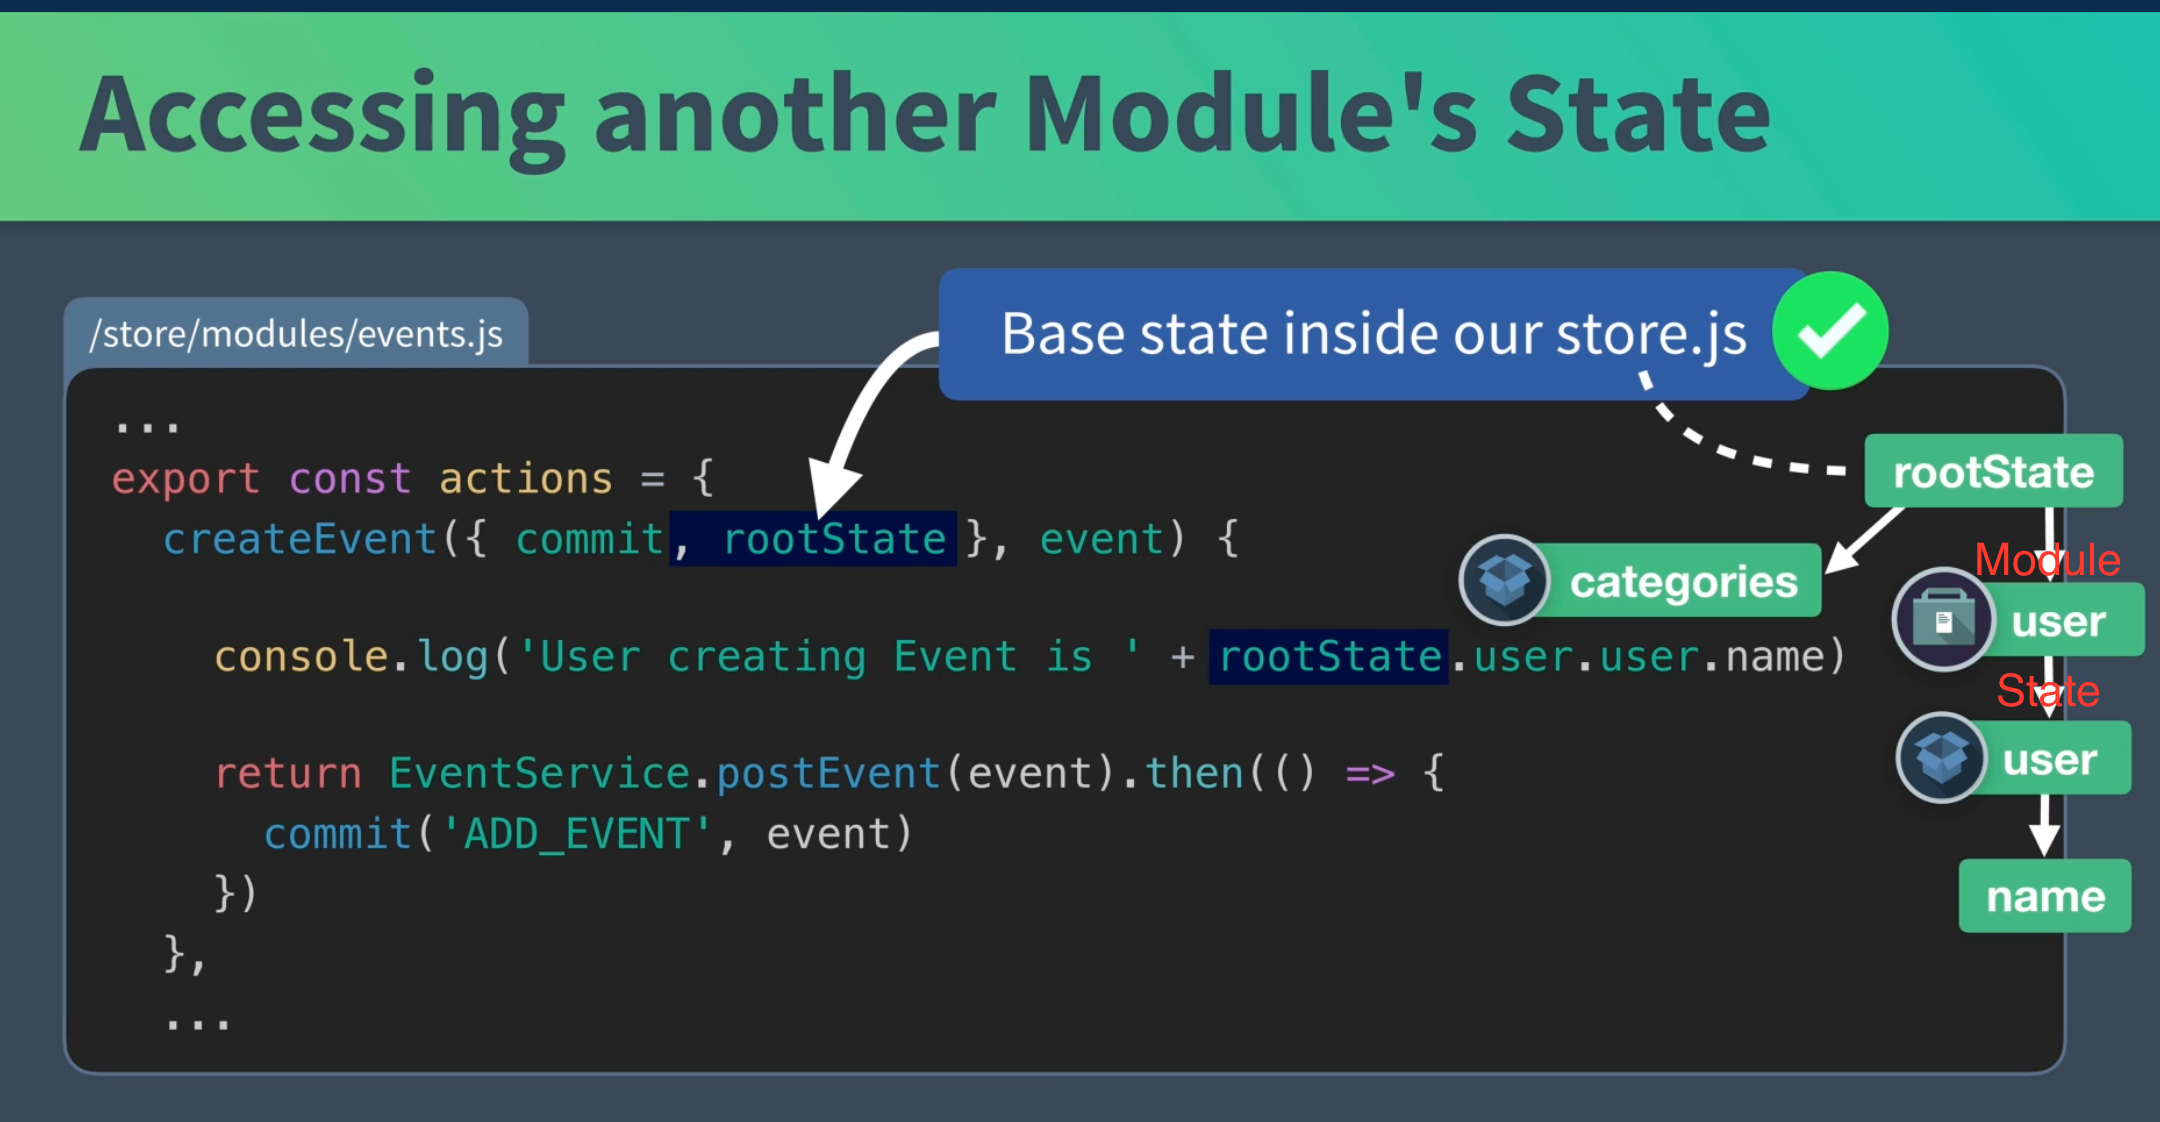 Accessing another Module's State
Base state inside our store.js
/store/modules/events.js
...
export const actions = {
createEvent({ commit, rootState }, event) {
console.log('User creating Event is ' + rootState.user.user.name)
return EventService.postEvent(event).then(() => {
commit('ADD_EVENT', event)
})
},
...
rootState
categories
Module
user
State
user
name